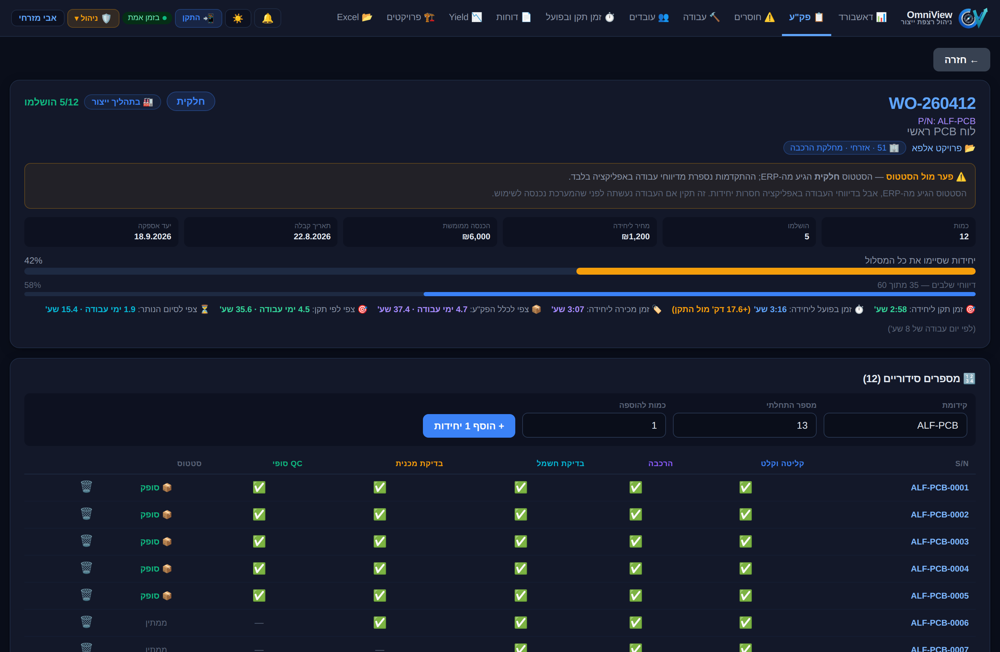 OmniView
ניהול רצפת ייצור
דאשבורד
פק"ע
חוסרים
עבודה
עובדים
זמן תקן ובפועל
דוחות
Yield
פרויקטים
Excel
התקן
בזמן אמת
ניהול ▾
אבי מזרחי
← חזרה
WO-260412
חלקית
בתהליך ייצור
5/12 הושלמו
P/N: ALF-PCB
לוח PCB ראשי
פרויקט אלפא
51 · אזרחי · מחלקת הרכבה
פער מול הסטטוס — הסטטוס חלקית הגיע מה-ERP; ההתקדמות נספרת מדיווחי עבודה באפליקציה בלבד.
הסטטוס הגיע מה-ERP, אבל בדיווחי העבודה באפליקציה חסרות יחידות. זה תקין אם העבודה נעשתה לפני שהמערכת נכנסה לשימוש.
כמות
12
הושלמו
5
מחיר ליחידה
₪1,200
הכנסה ממומשת
₪6,000
תאריך קבלה
22.8.2026
יעד אספקה
18.9.2026
יחידות שסיימו את כל המסלול 42%
דיווחי שלבים — 35 מתוך 60 58%
זמן תקן ליחידה: 2:58 שע' זמן בפועל ליחידה: 3:16 שע' (+17.6 דק' מול התקן) זמן מכירה ליחידה: 3:07 שע' צפי לכלל הפק"ע: 4.7 ימי עבודה · 37.4 שע' צפי לפי תקן: 4.5 ימי עבודה · 35.6 שע' צפי לסיום הנותר: 1.9 ימי עבודה · 15.4 שע'
(לפי יום עבודה של 8 שע')
מספרים סידוריים (12)
קידומת
ALF-PCB
מספר התחלתי
13
כמות להוספה
1
+ הוסף 1 יחידות
S/N קליטה וקלט הרכבה בדיקת חשמל בדיקת מכנית QC סופי סטטוס
ALF-PCB-0001 סופק
ALF-PCB-0002 סופק
ALF-PCB-0003 סופק
ALF-PCB-0004 סופק
ALF-PCB-0005 סופק
ALF-PCB-0006 — ממתין
ALF-PCB-0007 — — ממתין